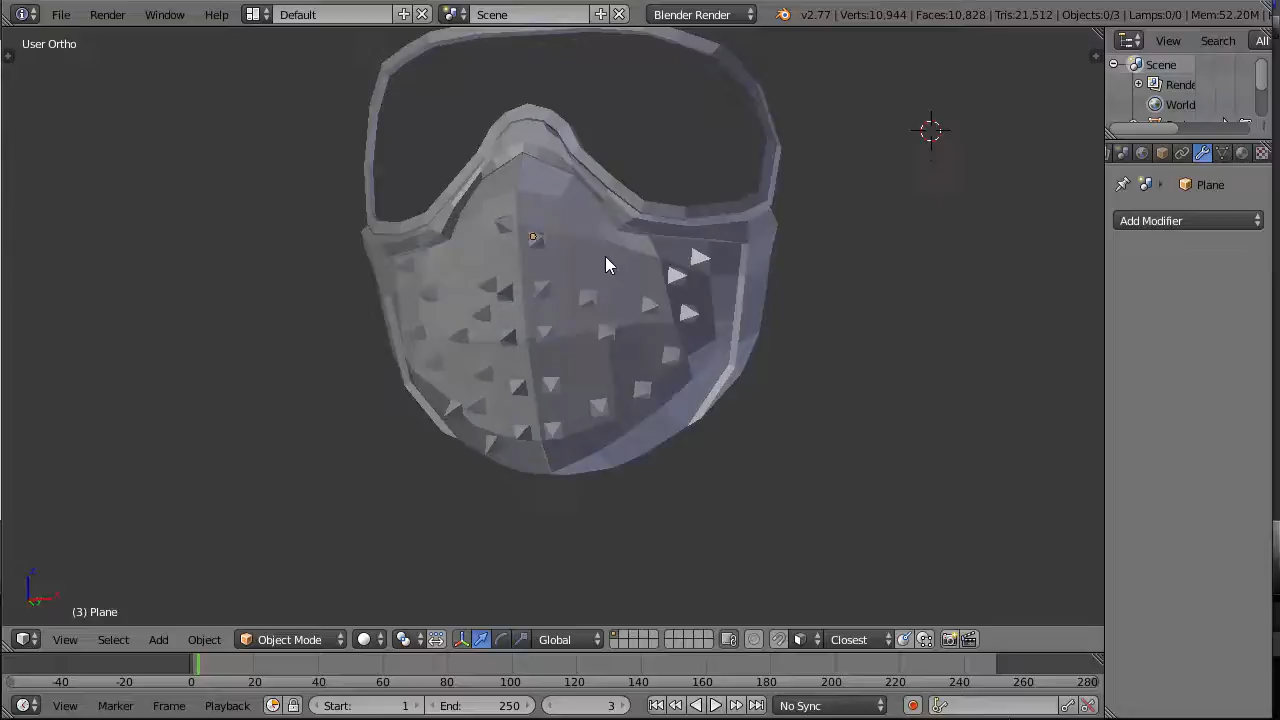 File Render Window Help Default Scene Blender Render v2.77 | Verts:10,944 | Faces:10,828 | Tris:21,512 | Objects:0/3 | Lamps:0/0 | Mem:52.20M
User Ortho
View Search All
Scene
Rende
World
Plane
Add Modifier
(3) Plane
View Select Add Object Object Mode Global Closest
-40 -20 0 20 40 60 80 100 120 140 160 180 200 220 240 260 280
View Marker Frame Playback Start: 1 End: 250 3 No Sync